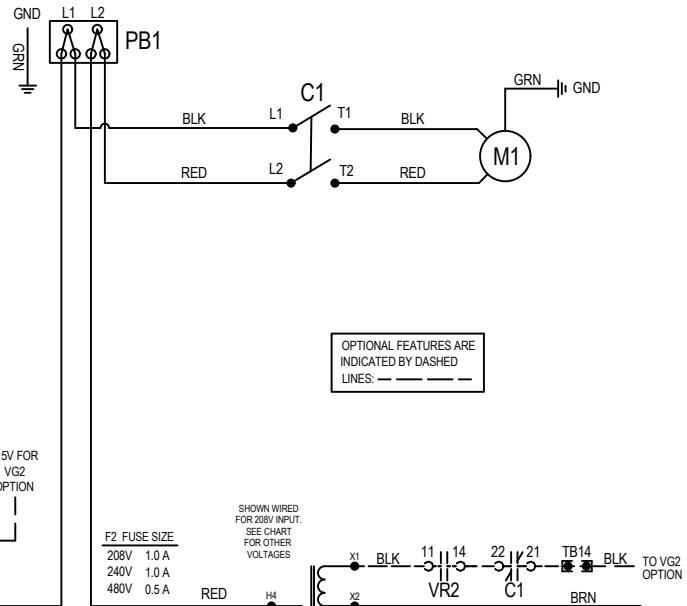 GND L1 L2
PB1
GRN
C1
L1 T1
BLK BLK
GRN GND
M1
L2 T2
RED RED
OPTIONAL FEATURES ARE
INDICATED BY DASHED
LINES:
5V FOR
VG2
OPTION
SHOWN WIRED
FOR 208V INPUT.
SEE CHART
FOR OTHER
VOLTAGES
F2 FUSE SIZE
208V 1.0 A
240V 1.0 A
480V 0.5 A
RED H4
X1 BLK 11 14 22 21 TB14 BLK TO VG2
OPTION
VR2 C1
X2 BRN